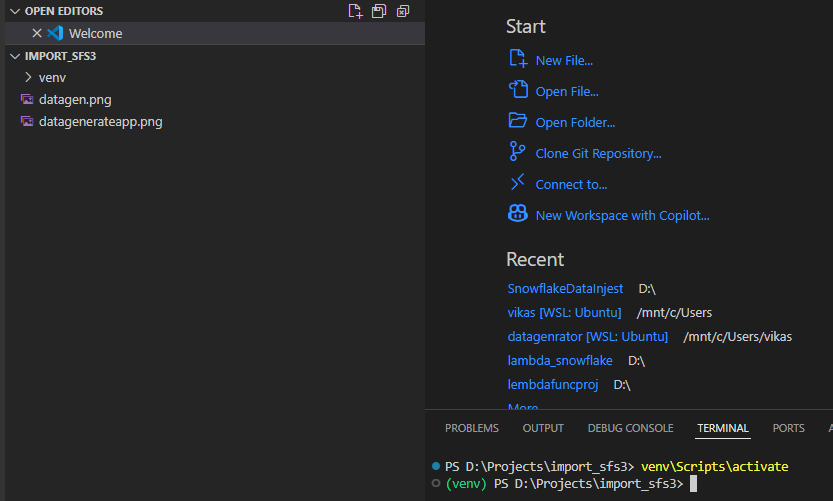 OPEN EDITORS
Welcome
IMPORT_SFS3
venv
datagen.png
datagenerateapp.png
Start
New File...
Open File...
Open Folder...
Clone Git Repository...
Connect to...
New Workspace with Copilot...
Recent
SnowflakeDataInjest D:\
vikas [WSL: Ubuntu] /mnt/c/Users
datagenrator [WSL: Ubuntu] /mnt/c/Users/vikas
lambda_snowflake D:\
lembdafuncproj D:\
More...
PROBLEMS OUTPUT DEBUG CONSOLE TERMINAL PORTS
PS D:\Projects\import_sfs3> venv\Scripts\activate
(venv) PS D:\Projects\import_sfs3>